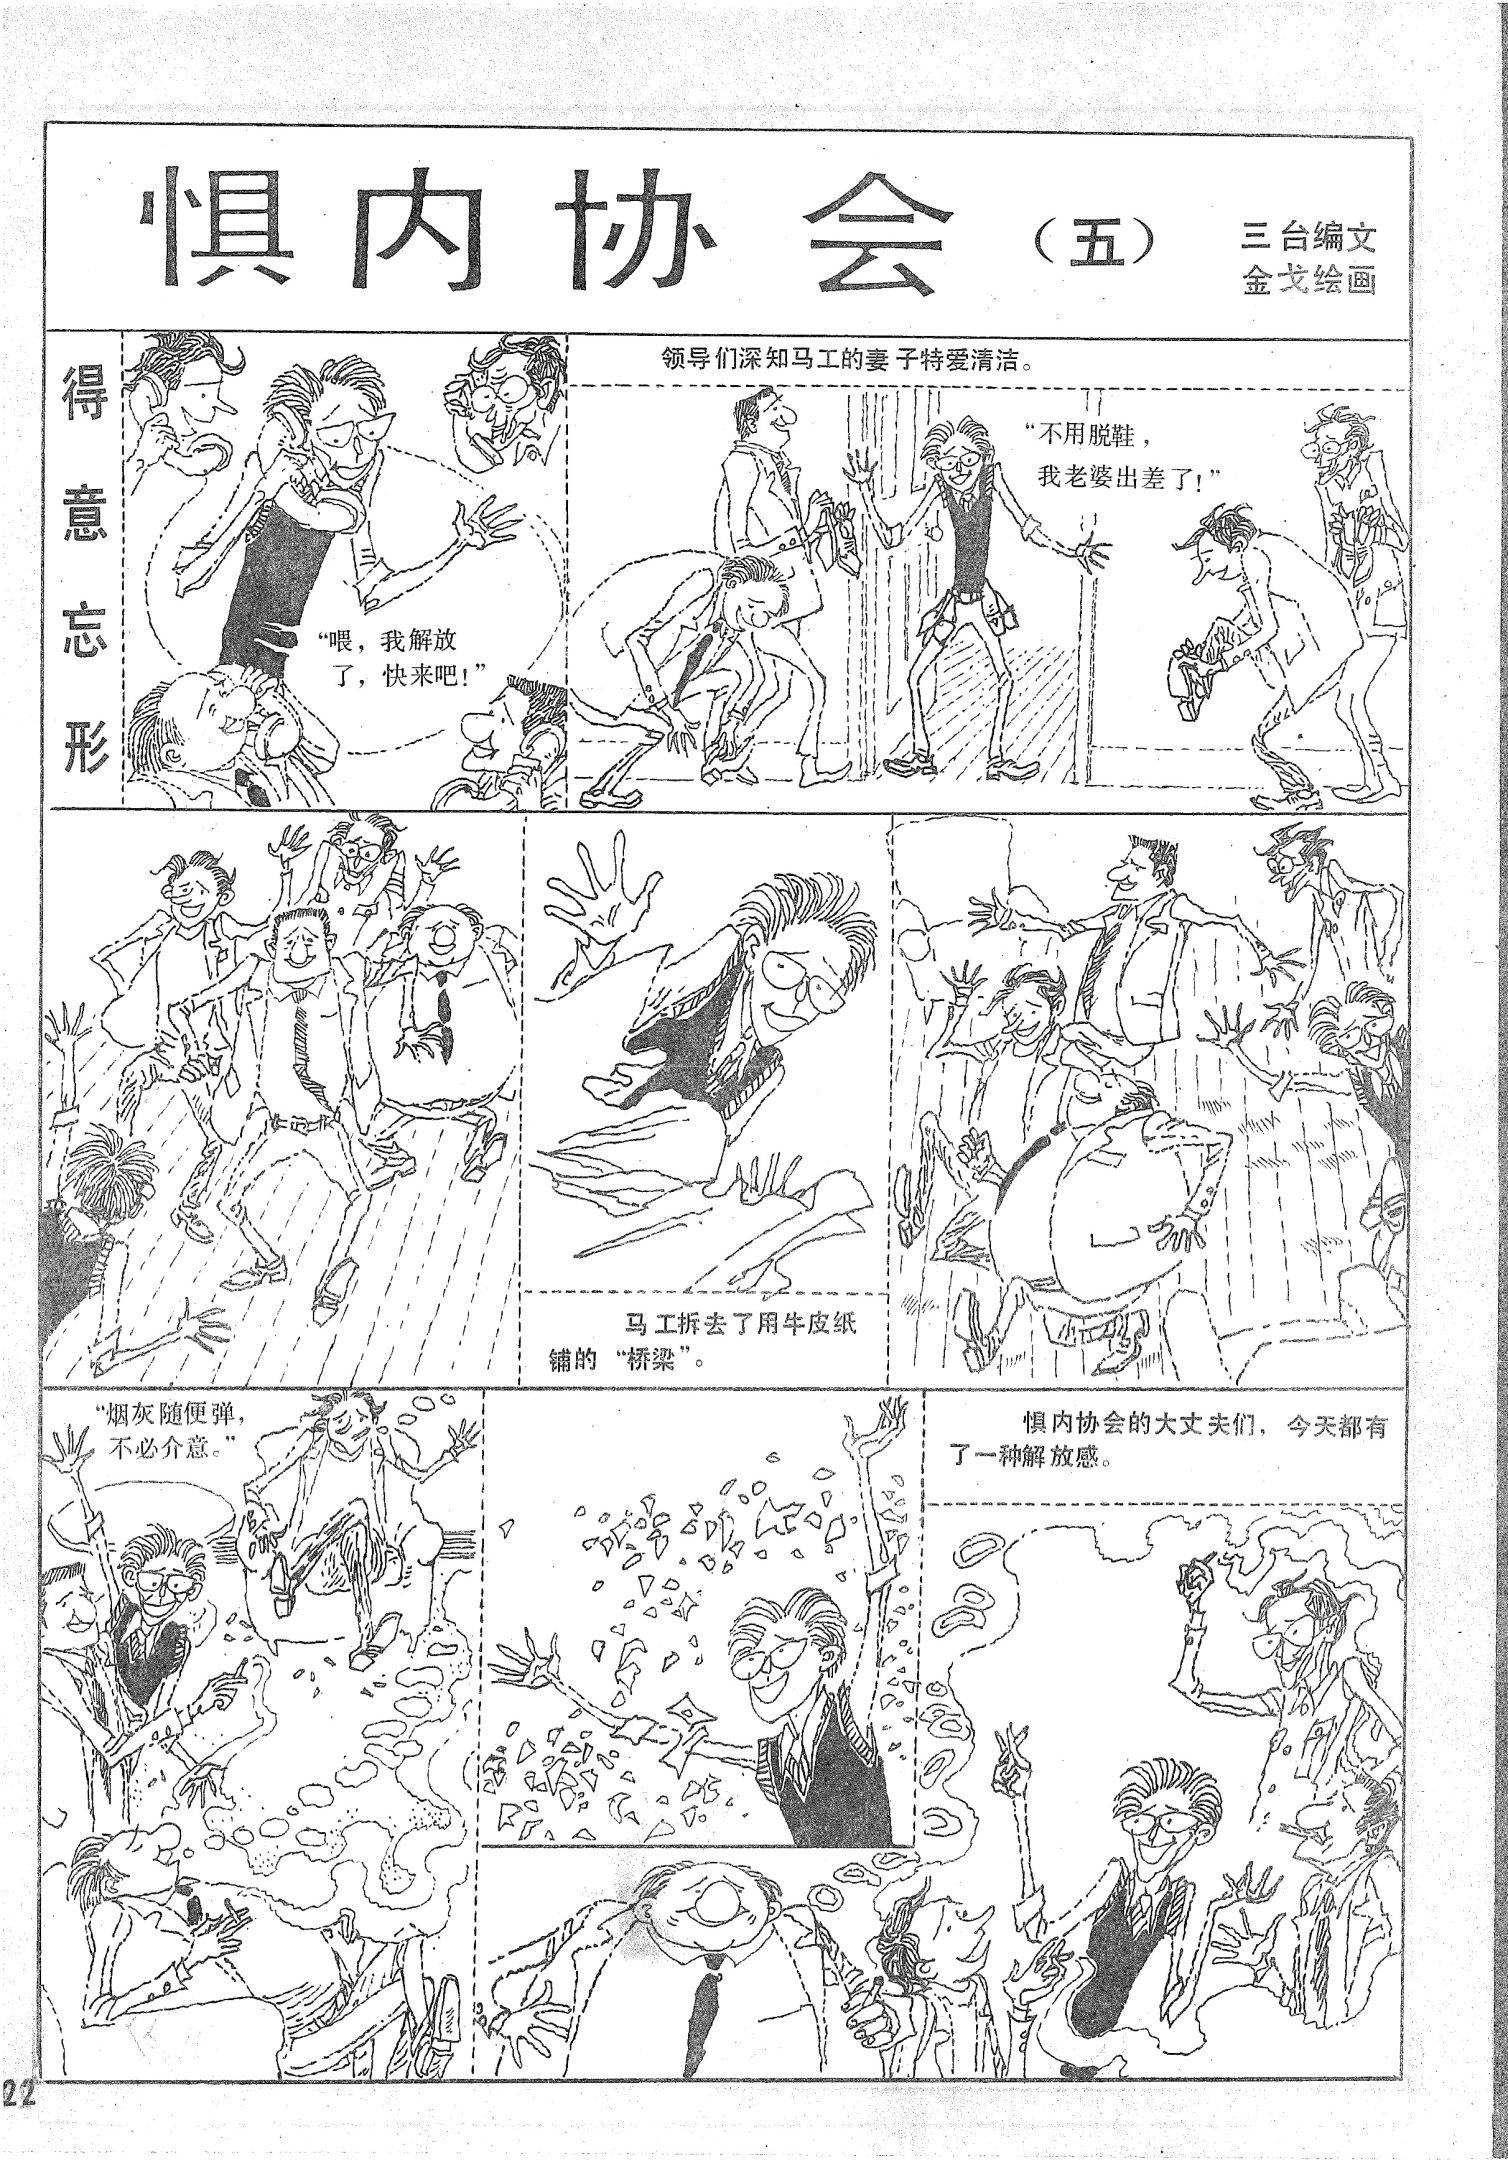 惧内协会（五）
三台编文
金戈绘画
得意忘形
“喂，我解放
了，快来吧！”
领导们深知马工的妻子特爱清洁。
“不用脱鞋，
我老婆出差了！”
马工拆去了用牛皮纸
铺的“桥梁”。
“烟灰随便弹，
不必介意。”
惧内协会的大丈夫们，今天都有
了一种解放感。
22